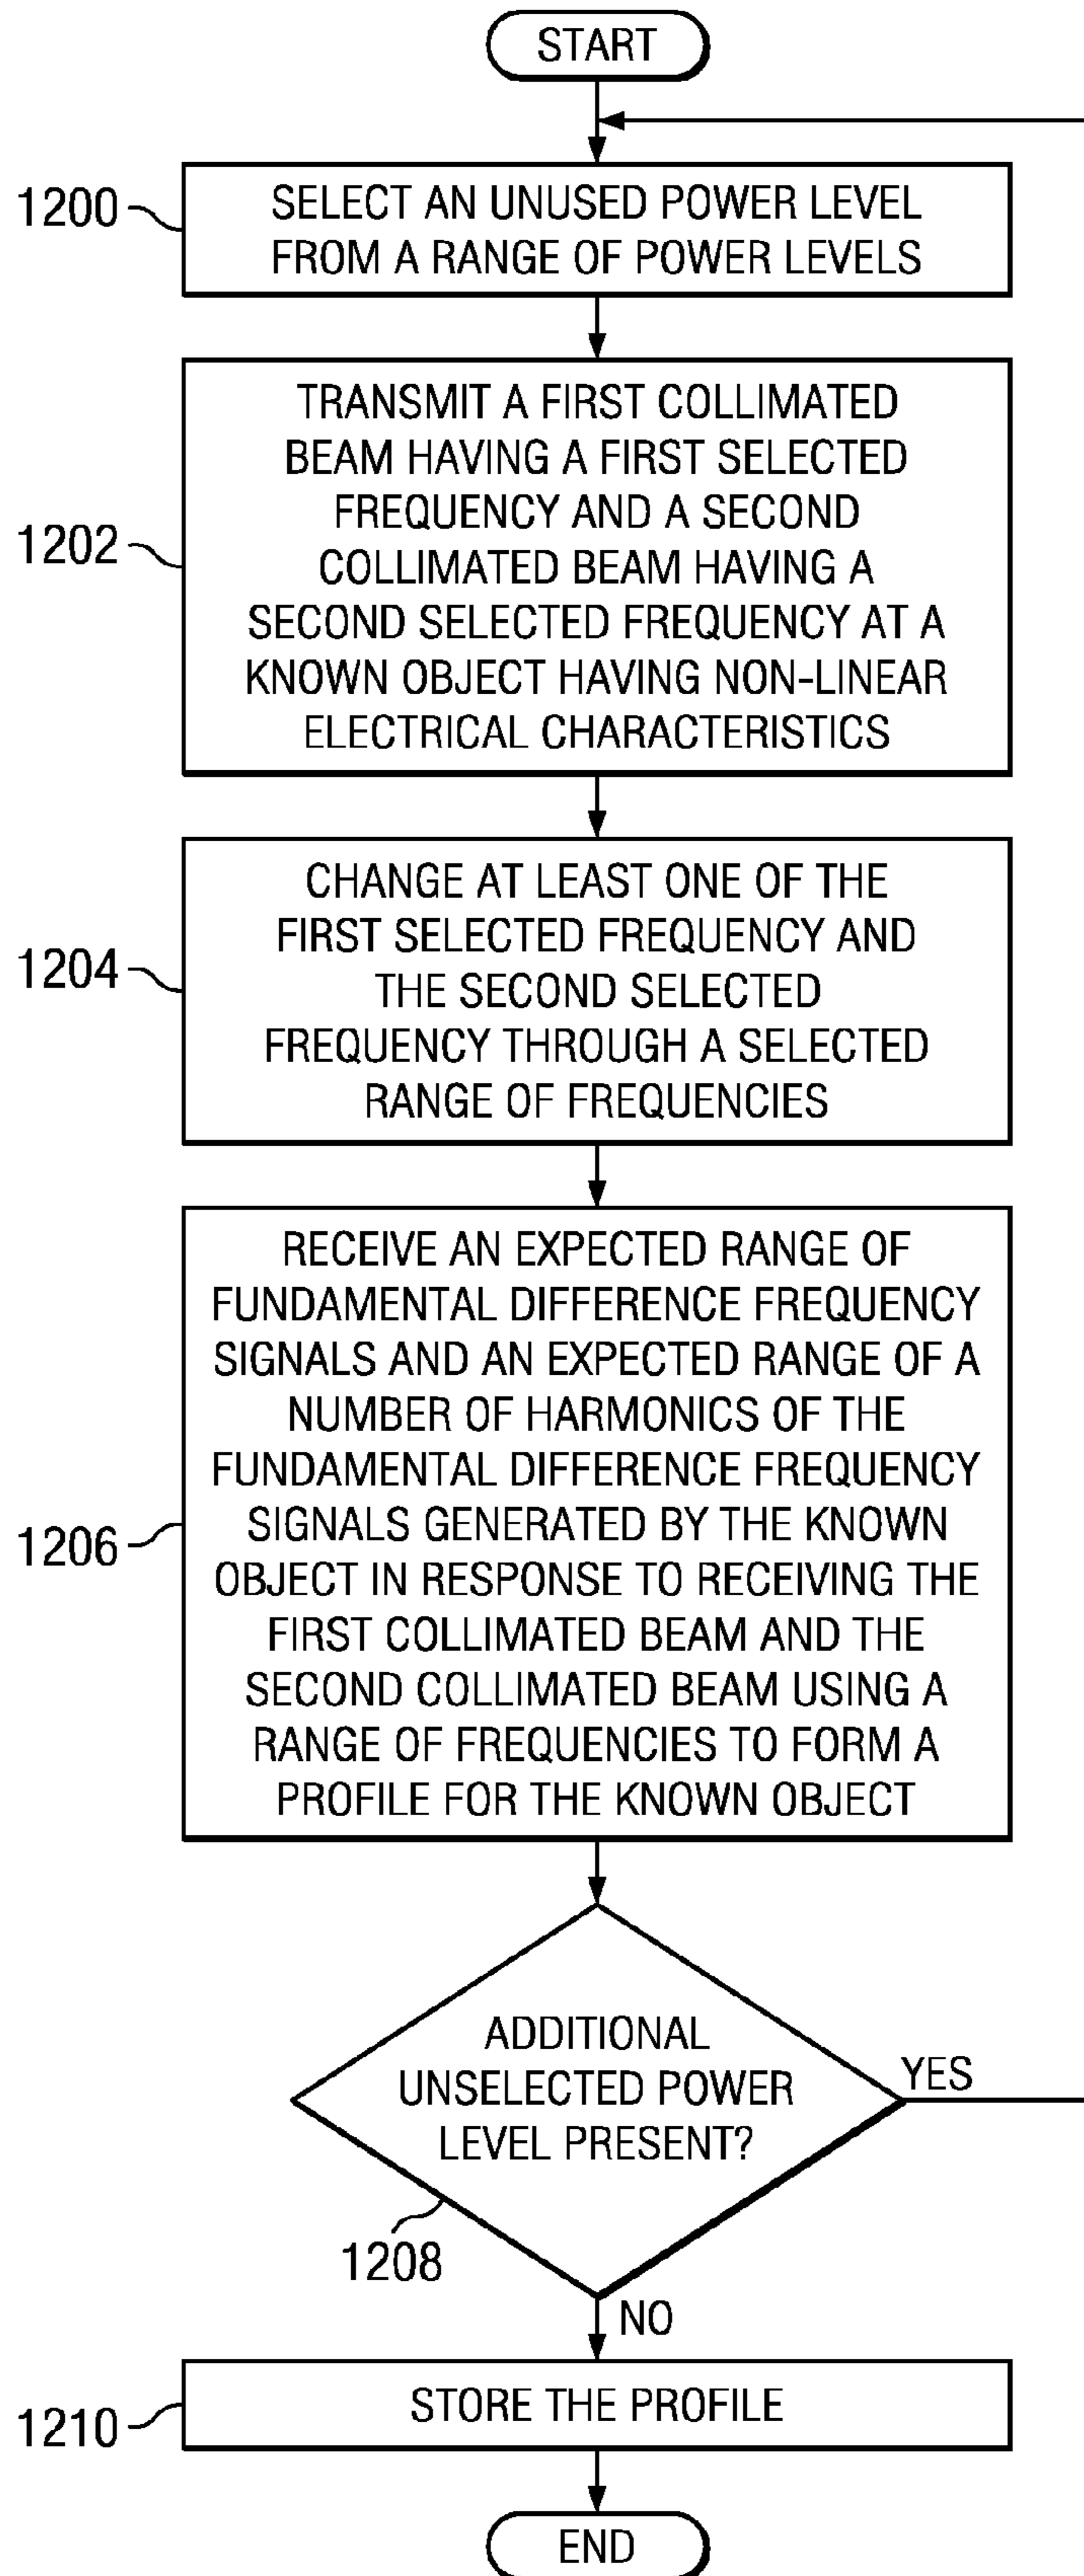 START
1200
SELECT AN UNUSED POWER LEVEL
FROM A RANGE OF POWER LEVELS
1202
TRANSMIT A FIRST COLLIMATED
BEAM HAVING A FIRST SELECTED
FREQUENCY AND A SECOND
COLLIMATED BEAM HAVING A
SECOND SELECTED FREQUENCY AT A
KNOWN OBJECT HAVING NON-LINEAR
ELECTRICAL CHARACTERISTICS
1204
CHANGE AT LEAST ONE OF THE
FIRST SELECTED FREQUENCY AND
THE SECOND SELECTED
FREQUENCY THROUGH A SELECTED
RANGE OF FREQUENCIES
1206
RECEIVE AN EXPECTED RANGE OF
FUNDAMENTAL DIFFERENCE FREQUENCY
SIGNALS AND AN EXPECTED RANGE OF A
NUMBER OF HARMONICS OF THE
FUNDAMENTAL DIFFERENCE FREQUENCY
SIGNALS GENERATED BY THE KNOWN
OBJECT IN RESPONSE TO RECEIVING THE
FIRST COLLIMATED BEAM AND THE
SECOND COLLIMATED BEAM USING A
RANGE OF FREQUENCIES TO FORM A
PROFILE FOR THE KNOWN OBJECT
ADDITIONAL
UNSELECTED POWER
LEVEL PRESENT?
YES
1208
NO
1210
STORE THE PROFILE
END